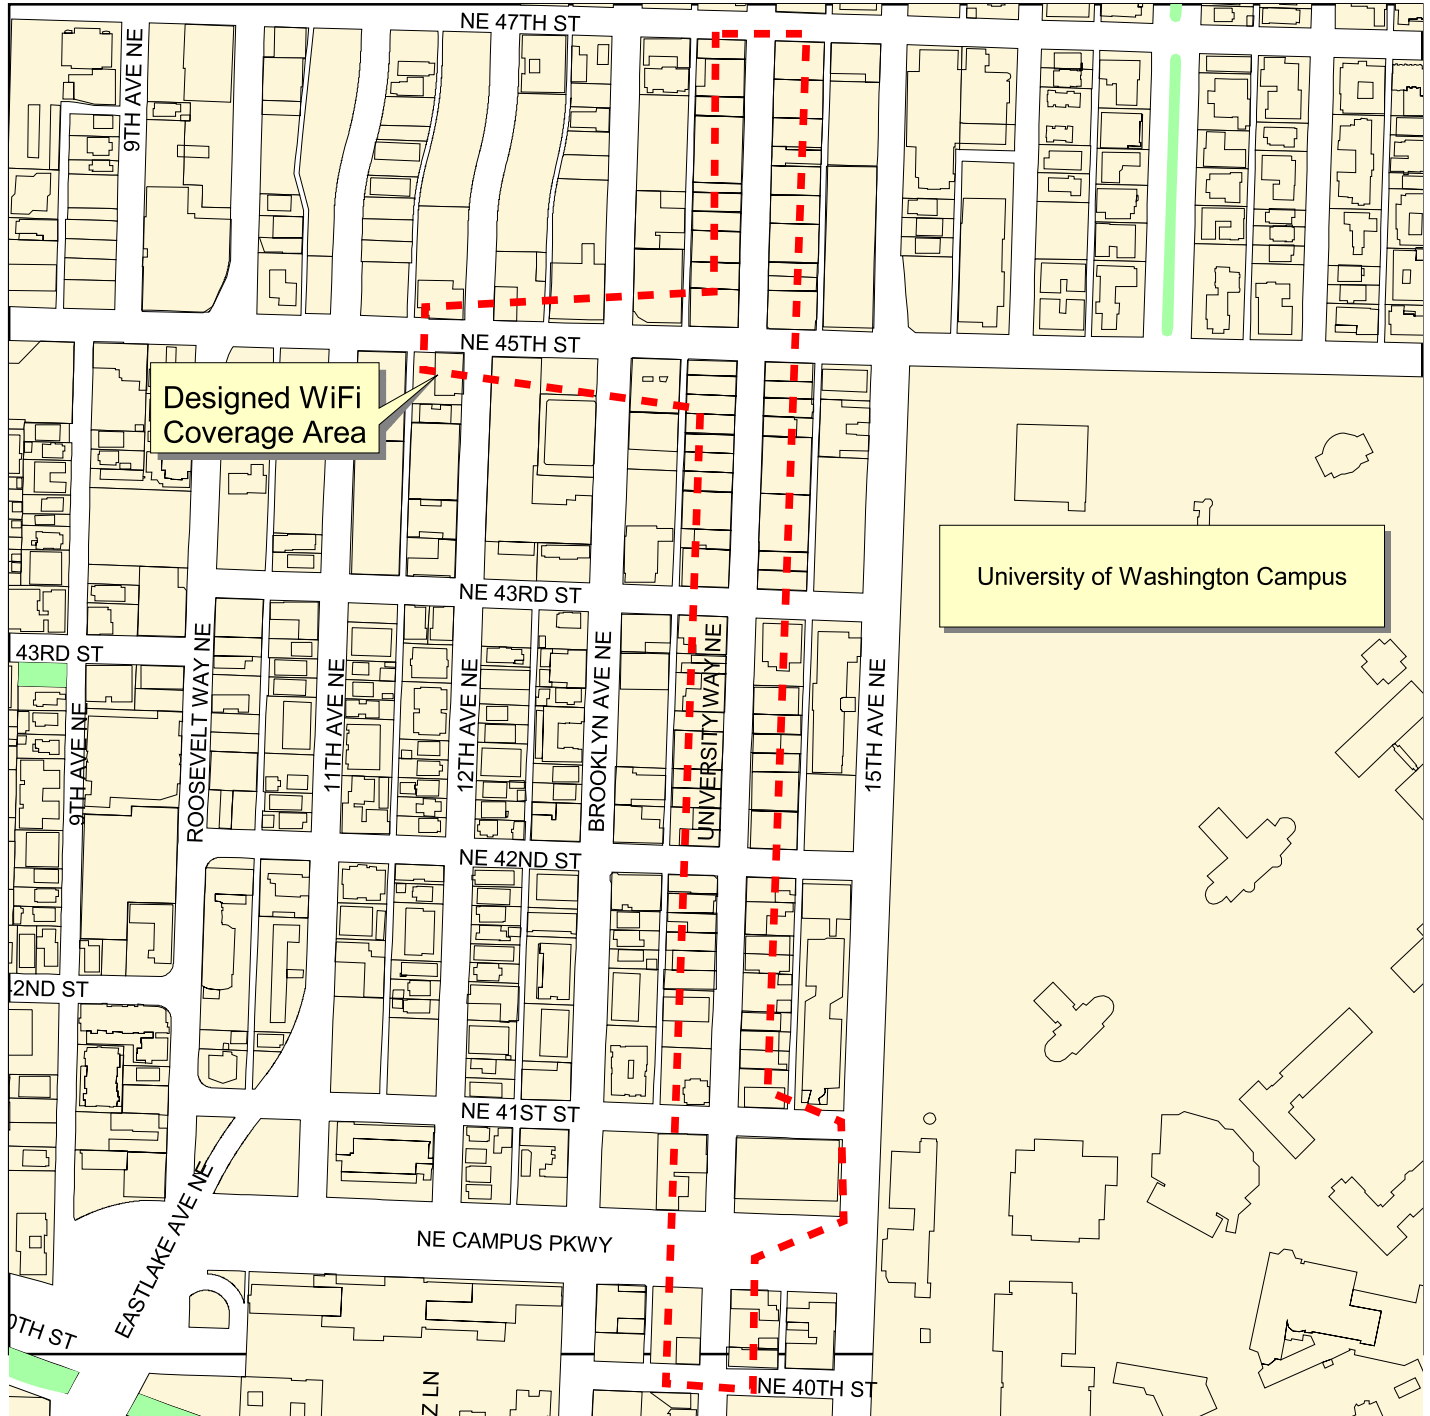 NE 47TH ST
9TH AVE NE
NE 45TH ST
Designed WiFi
Coverage Area
University of Washington Campus
NE 43RD ST
43RD ST
ROOSEVELT WAY NE
11TH AVE NE
12TH AVE NE
BROOKLYN AVE NE
UNIVERSITY WAY NE
15TH AVE NE
9TH AVE NE
NE 42ND ST
2ND ST
NE 41ST ST
EASTLAKE AVE NE
NE CAMPUS PKWY
0TH ST
Z LN
NE 40TH ST